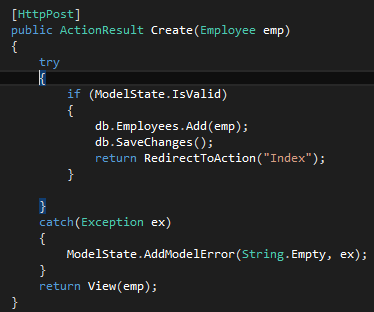 [HttpPost]
public ActionResult Create(Employee emp)
{
    try
    {
        if (ModelState.IsValid)
        {
            db.Employees.Add(emp);
            db.SaveChanges();
            return RedirectToAction("Index");
        }

    }
    catch(Exception ex)
    {
        ModelState.AddModelError(String.Empty, ex);
    }
    return View(emp);
}